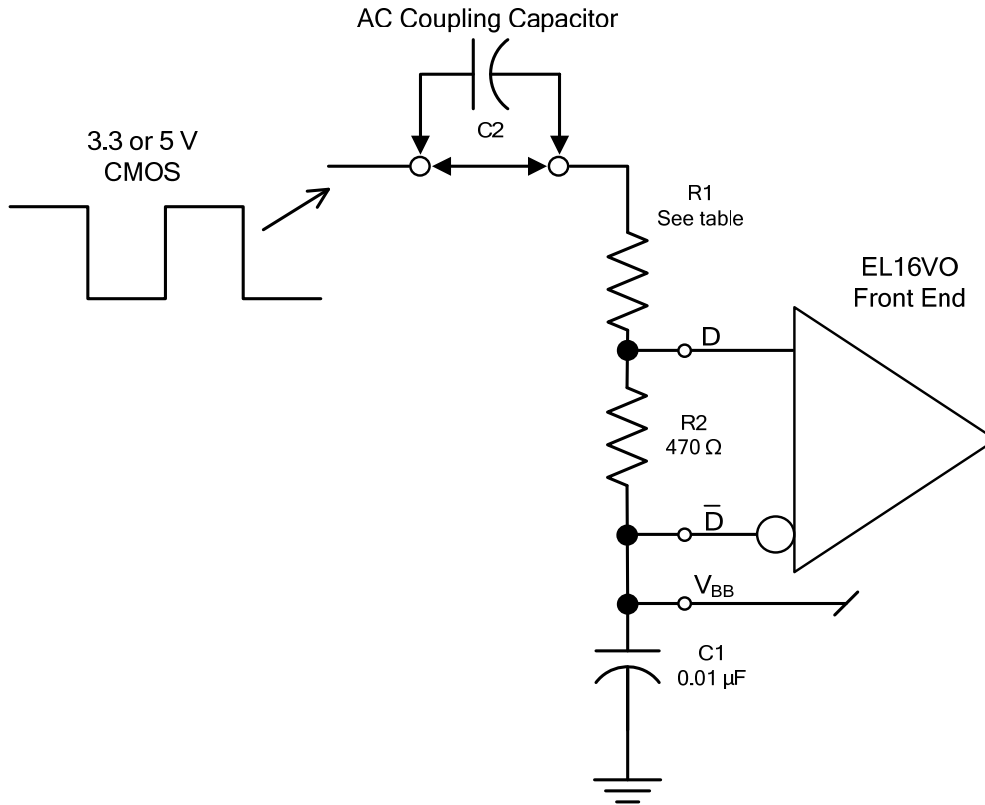 AC Coupling Capacitor
C2
3.3 or 5 V
CMOS
R1
See table
EL16VO
Front End
D
R2
470 Ω
D̅
VBB
C1
0.01 µF